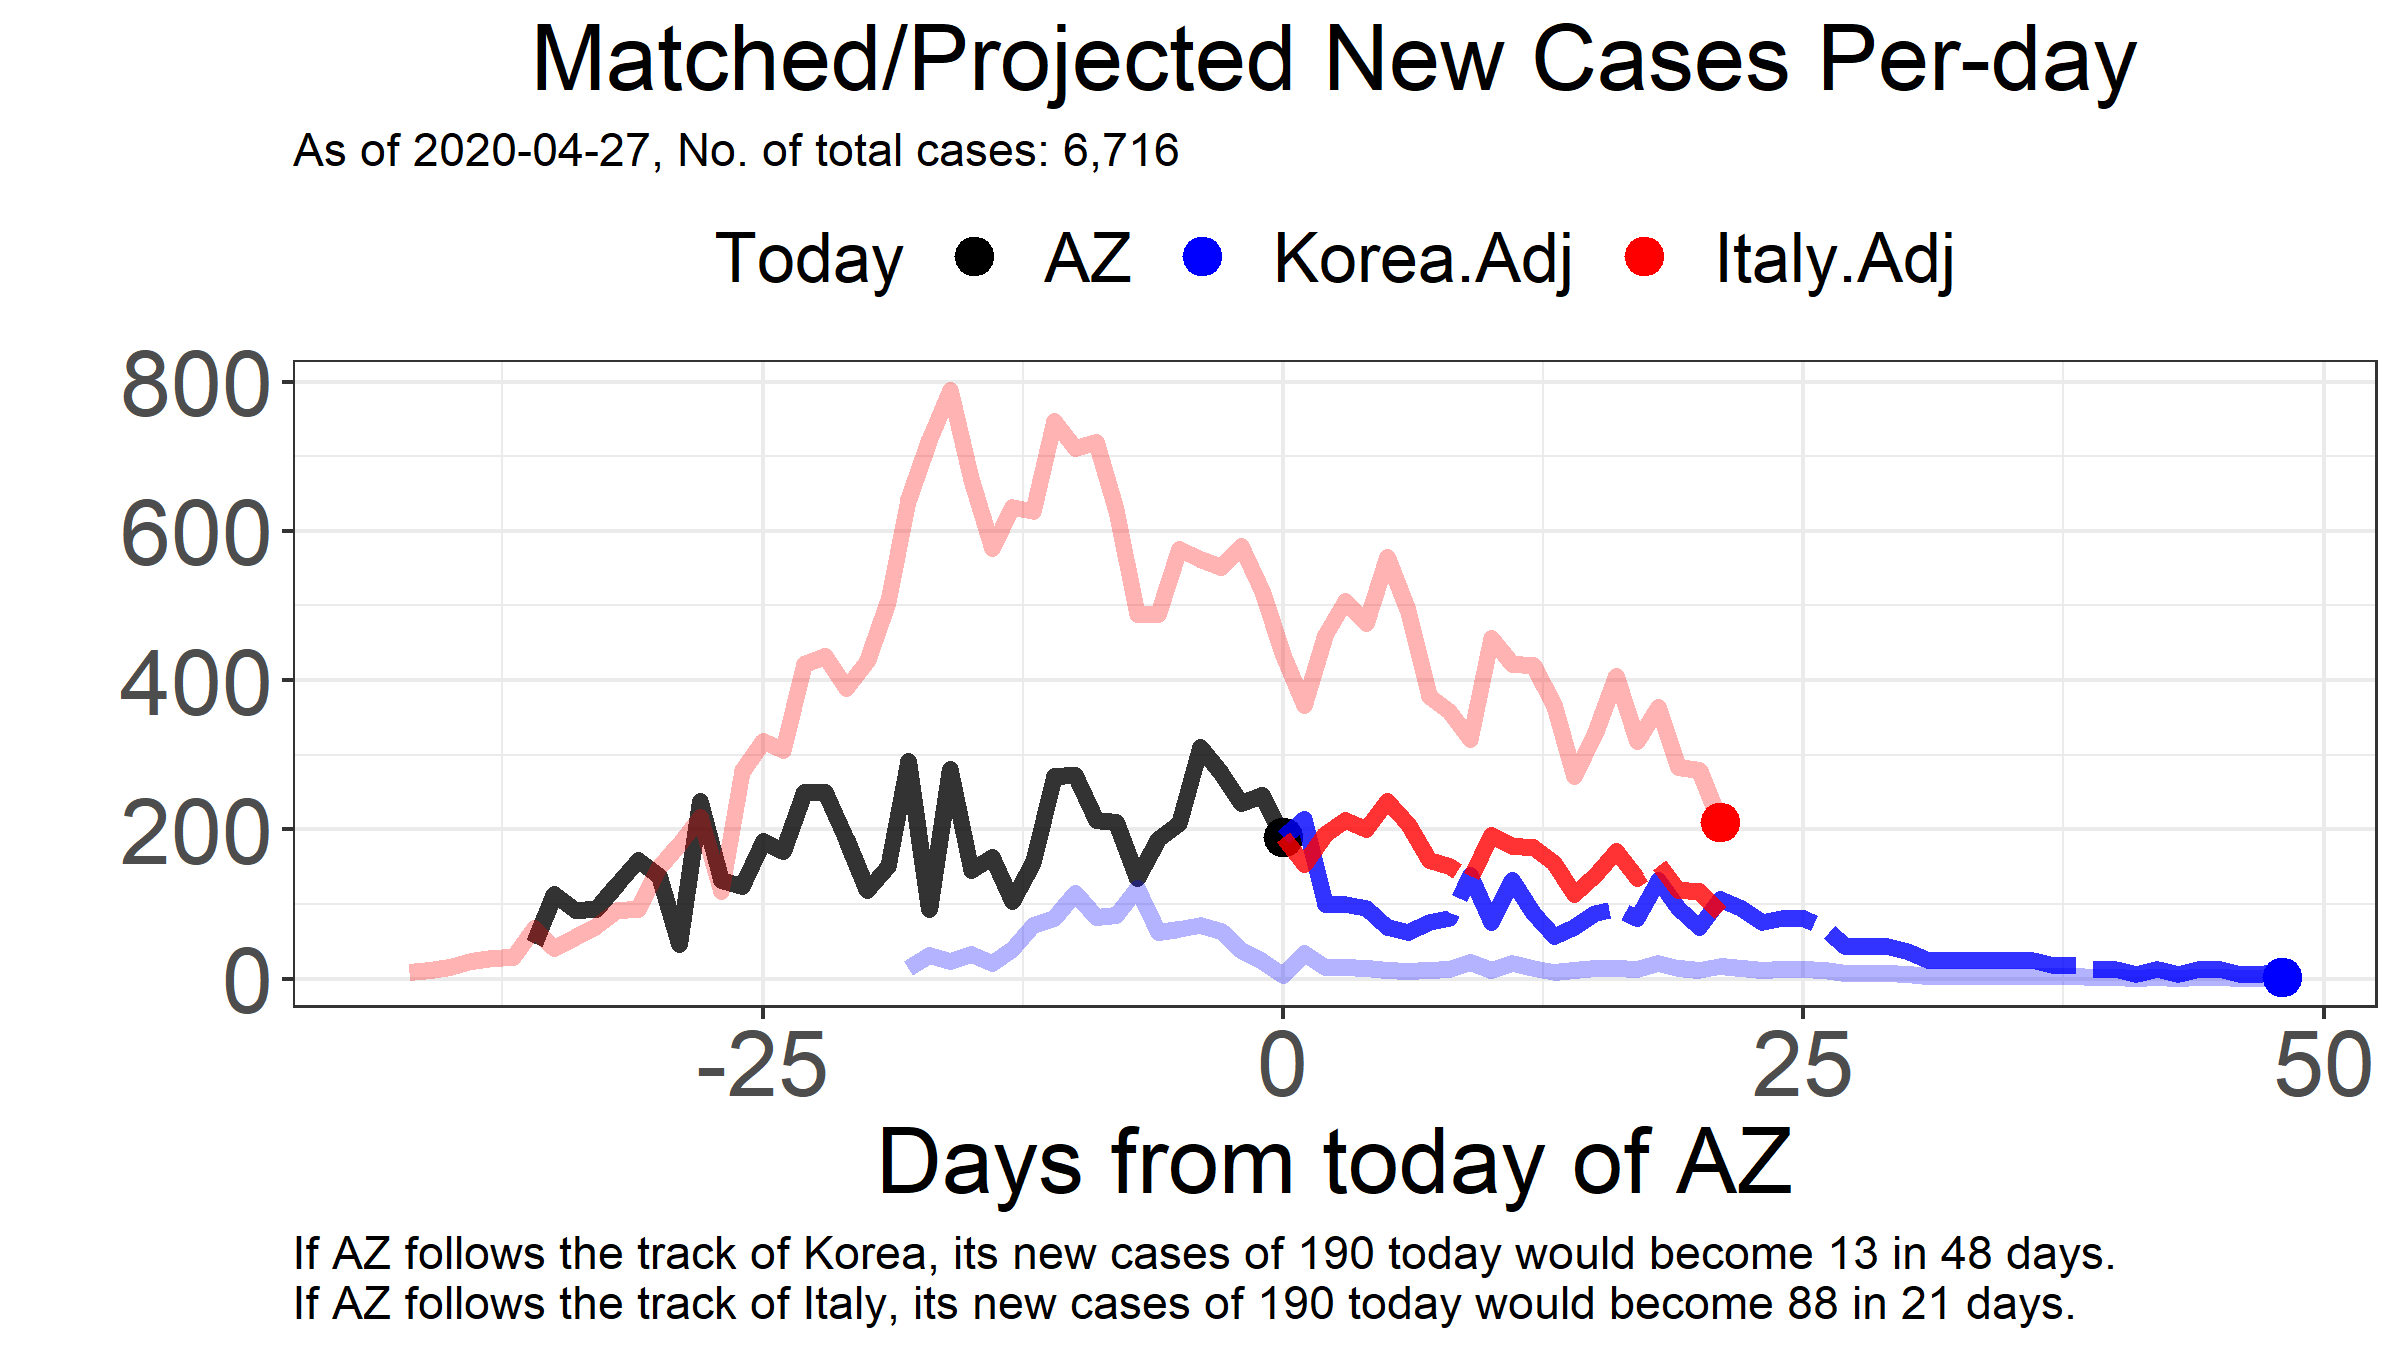 Matched/Projected New Cases Per-day
As of 2020-04-27, No. of total cases: 6,716
Today AZ Korea.Adj Italy.Adj
800
600
400
200
0
-25 0 25 50
Days from today of AZ
If AZ follows the track of Korea, its new cases of 190 today would become 13 in 48 days.
If AZ follows the track of Italy, its new cases of 190 today would become 88 in 21 days.